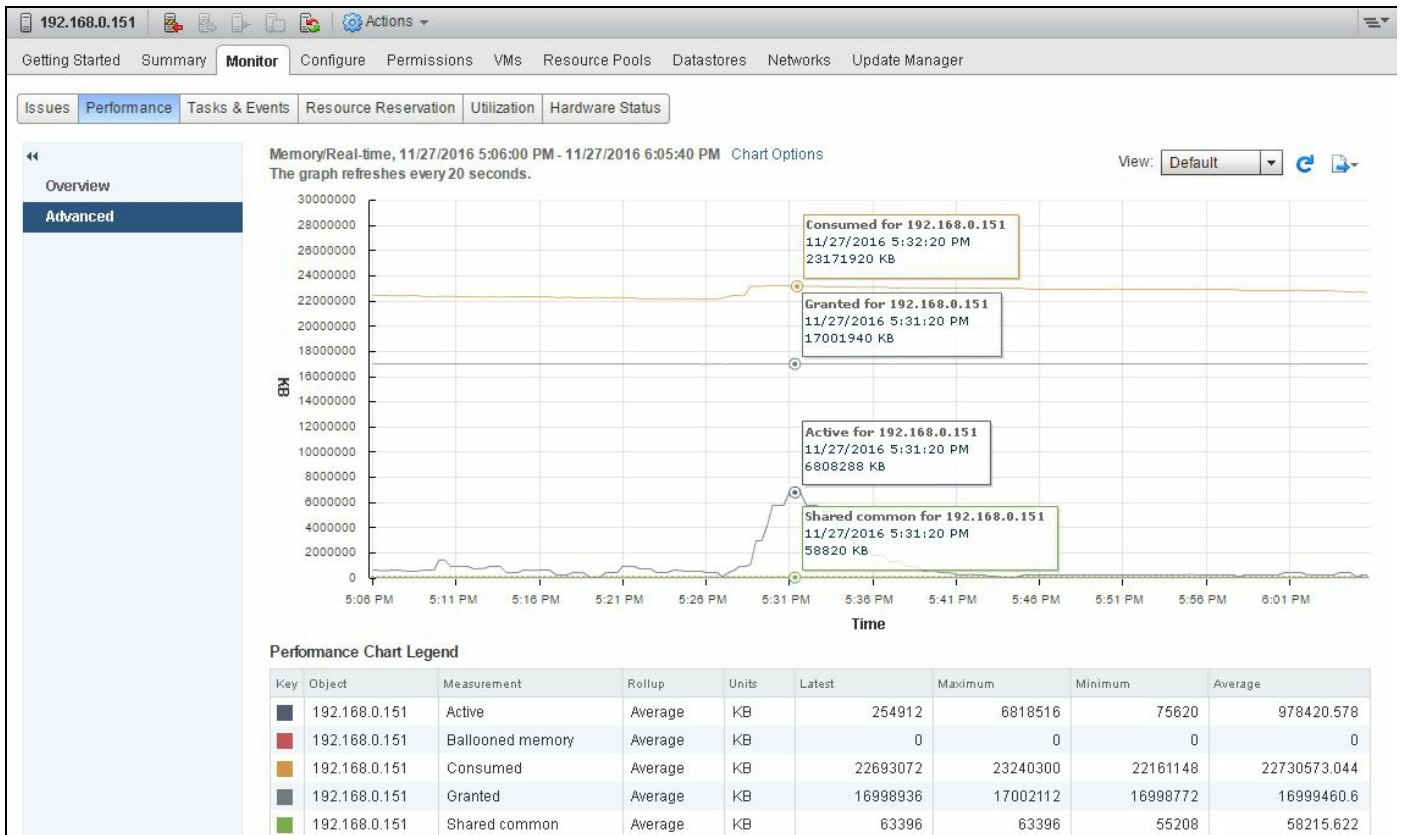 192.168.0.151 Actions
Getting Started Summary Monitor Configure Permissions VMs Resource Pools Datastores Networks Update Manager
Issues Performance Tasks & Events Resource Reservation Utilization Hardware Status
Overview
Advanced
Memory/Real-time, 11/27/2016 5:06:00 PM - 11/27/2016 6:05:40 PM Chart Options
The graph refreshes every 20 seconds.
View: Default
30000000
28000000
26000000
24000000
22000000
20000000
18000000
16000000
14000000
12000000
10000000
8000000
6000000
4000000
2000000
0
KB
Consumed for 192.168.0.151
11/27/2016 5:32:20 PM
23171920 KB
Granted for 192.168.0.151
11/27/2016 5:31:20 PM
17001940 KB
Active for 192.168.0.151
11/27/2016 5:31:20 PM
6808288 KB
Shared common for 192.168.0.151
11/27/2016 5:31:20 PM
58820 KB
5:06 PM 5:11 PM 5:16 PM 5:21 PM 5:26 PM 5:31 PM 5:36 PM 5:41 PM 5:46 PM 5:51 PM 5:56 PM 6:01 PM
Time
Performance Chart Legend
Key Object Measurement Rollup Units Latest Maximum Minimum Average
192.168.0.151 Active Average KB 254912 6818516 75620 978420.578
192.168.0.151 Ballooned memory Average KB 0 0 0 0
192.168.0.151 Consumed Average KB 22693072 23240300 22161148 22730573.044
192.168.0.151 Granted Average KB 16998936 17002112 16998772 16999460.6
192.168.0.151 Shared common Average KB 63396 63396 55208 58215.622